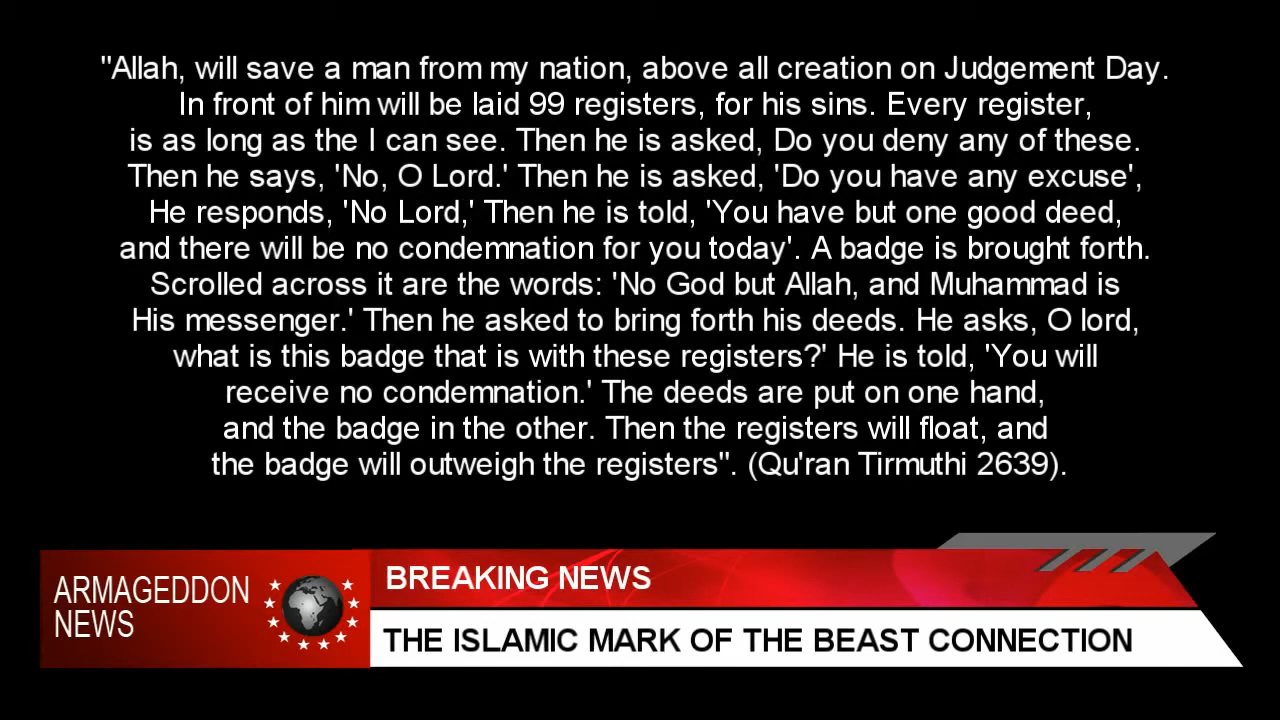 "Allah, will save a man from my nation, above all creation on Judgement Day.
In front of him will be laid 99 registers, for his sins. Every register,
is as long as the I can see. Then he is asked, Do you deny any of these.
Then he says, 'No, O Lord.' Then he is asked, 'Do you have any excuse',
He responds, 'No Lord,' Then he is told, 'You have but one good deed,
and there will be no condemnation for you today'. A badge is brought forth.
Scrolled across it are the words: 'No God but Allah, and Muhammad is
His messenger.' Then he asked to bring forth his deeds. He asks, O lord,
what is this badge that is with these registers?' He is told, 'You will
receive no condemnation.' The deeds are put on one hand,
and the badge in the other. Then the registers will float, and
the badge will outweigh the registers". (Qu'ran Tirmuthi 2639).
ARMAGEDDON
NEWS
BREAKING NEWS
THE ISLAMIC MARK OF THE BEAST CONNECTION